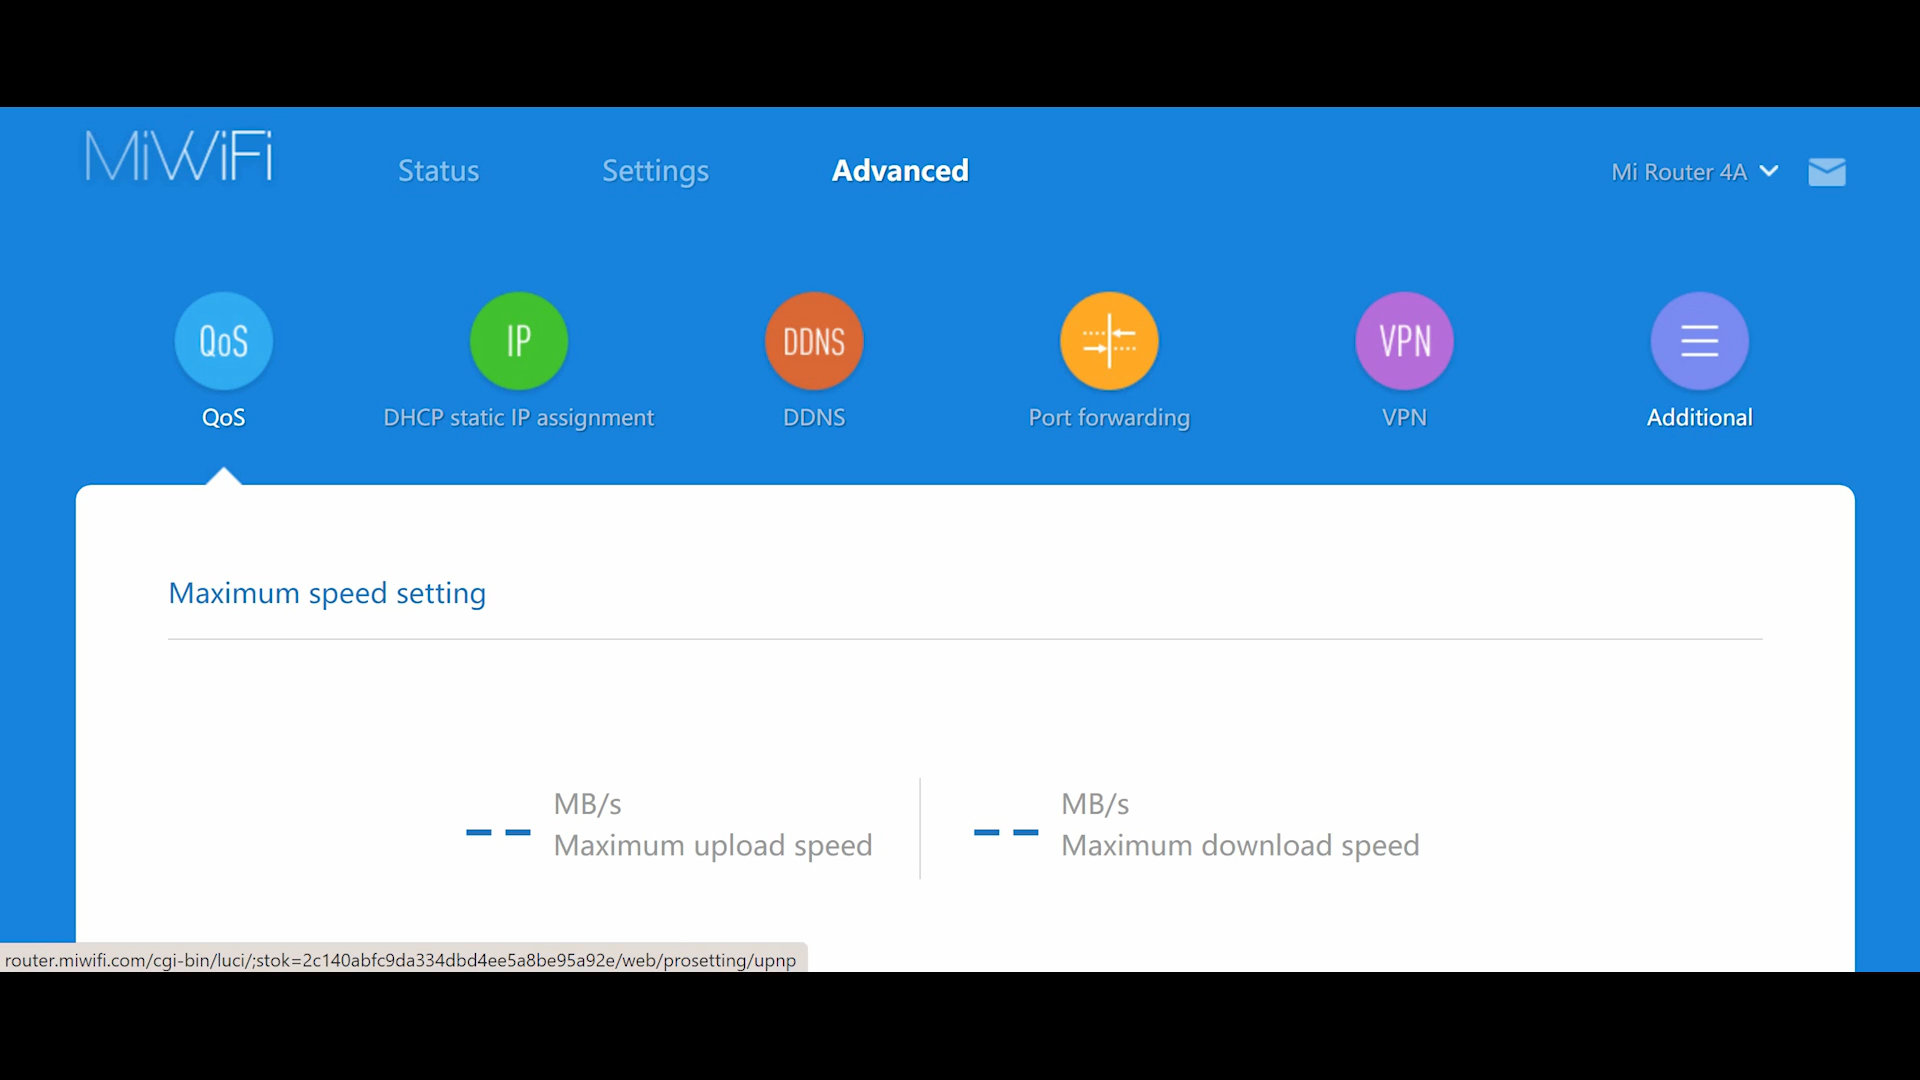 MiWiFi
Status
Settings
Advanced
Mi Router 4A
QoS
IP
DDNS
VPN
QoS
DHCP static IP assignment
DDNS
Port forwarding
VPN
Additional
Maximum speed setting
-- MB/s
Maximum upload speed
-- MB/s
Maximum download speed
router.miwifi.com/cgi-bin/luci/;stok=2c140abfc9da334dbd4ee5a8be95a92e/web/prosetting/upnp